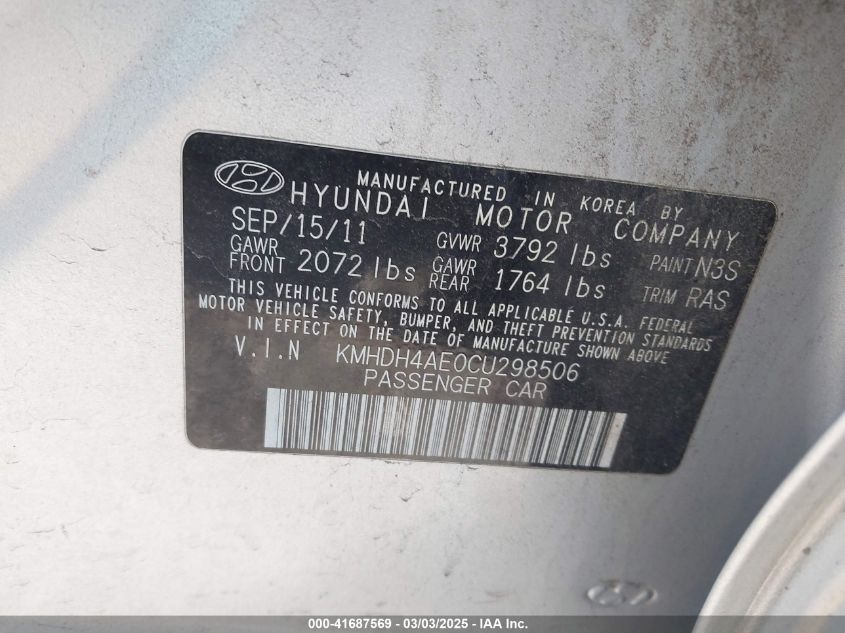 MANUFACTURED IN KOREA BY
HYUNDAI MOTOR COMPANY
SEP/15/11 GVWR 3792 lbs PAINT N3S
GAWR FRONT 2072 lbs GAWR REAR 1764 lbs TRIM RAS
THIS VEHICLE CONFORMS TO ALL APPLICABLE U.S.A. FEDERAL
MOTOR VEHICLE SAFETY, BUMPER, AND THEFT PREVENTION STANDARDS
IN EFFECT ON THE DATE OF MANUFACTURE SHOWN ABOVE
V.I.N KMHDH4AE0CU298506
PASSENGER CAR
000-41687569 - 03/03/2025 - IAA Inc.